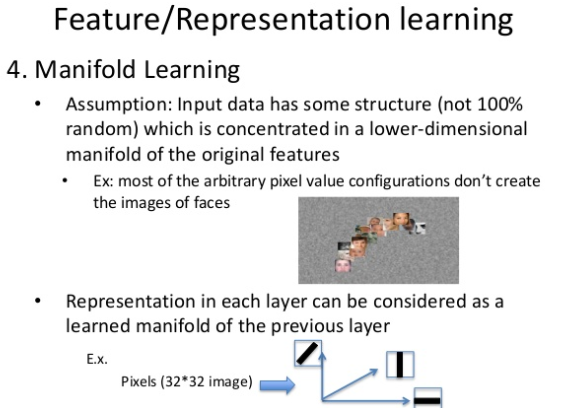 Feature/Representation learning
4. Manifold Learning
• Assumption: Input data has some structure (not 100%
random) which is concentrated in a lower-dimensional
manifold of the original features
• Ex: most of the arbitrary pixel value configurations don't create
the images of faces
• Representation in each layer can be considered as a
learned manifold of the previous layer
E.x.
Pixels (32*32 image)